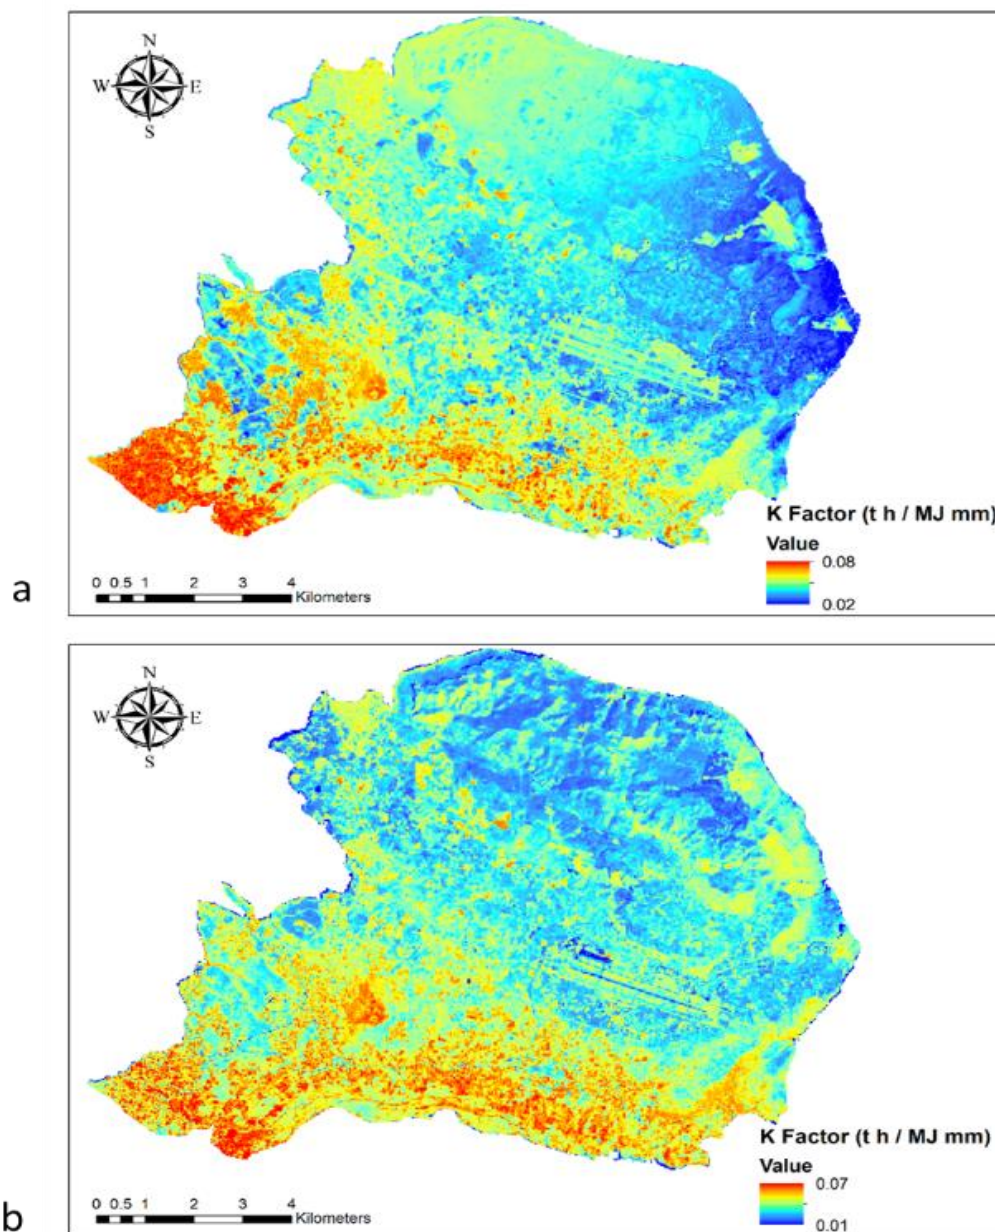 N
W E
S
K Factor (t h / MJ mm)
Value
0.08
0.02
0 0.5 1 2 3 4
Kilometers
a
N
W E
S
K Factor (t h / MJ mm)
Value
0.07
0.01
0 0.5 1 2 3 4
Kilometers
b